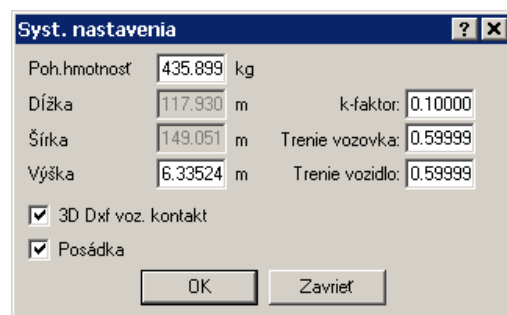 Syst. nastavenia
Poh.hmotnosť 435.899 kg
Dĺžka 117.930 m k-faktor: 0.10000
Šírka 149.051 m Trenie vozovka: 0.59999
Výška 6.33524 m Trenie vozidlo: 0.59999
3D Dxf voz. kontakt
Posádka
OK Zavrieť